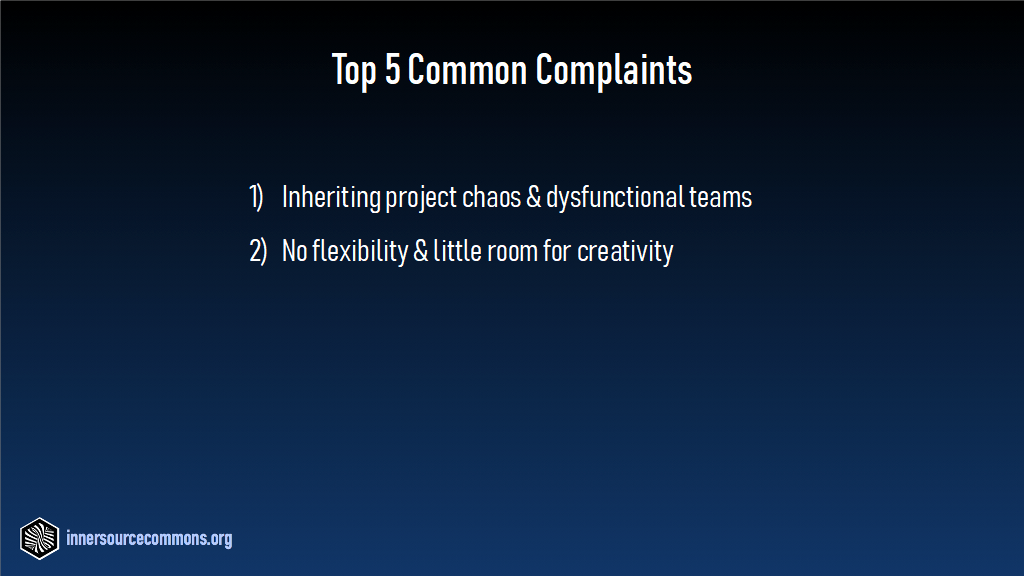 Top 5 Common Complaints
1) Inheriting project chaos & dysfunctional teams
2) No flexibility & little room for creativity
innersourcecommons.org